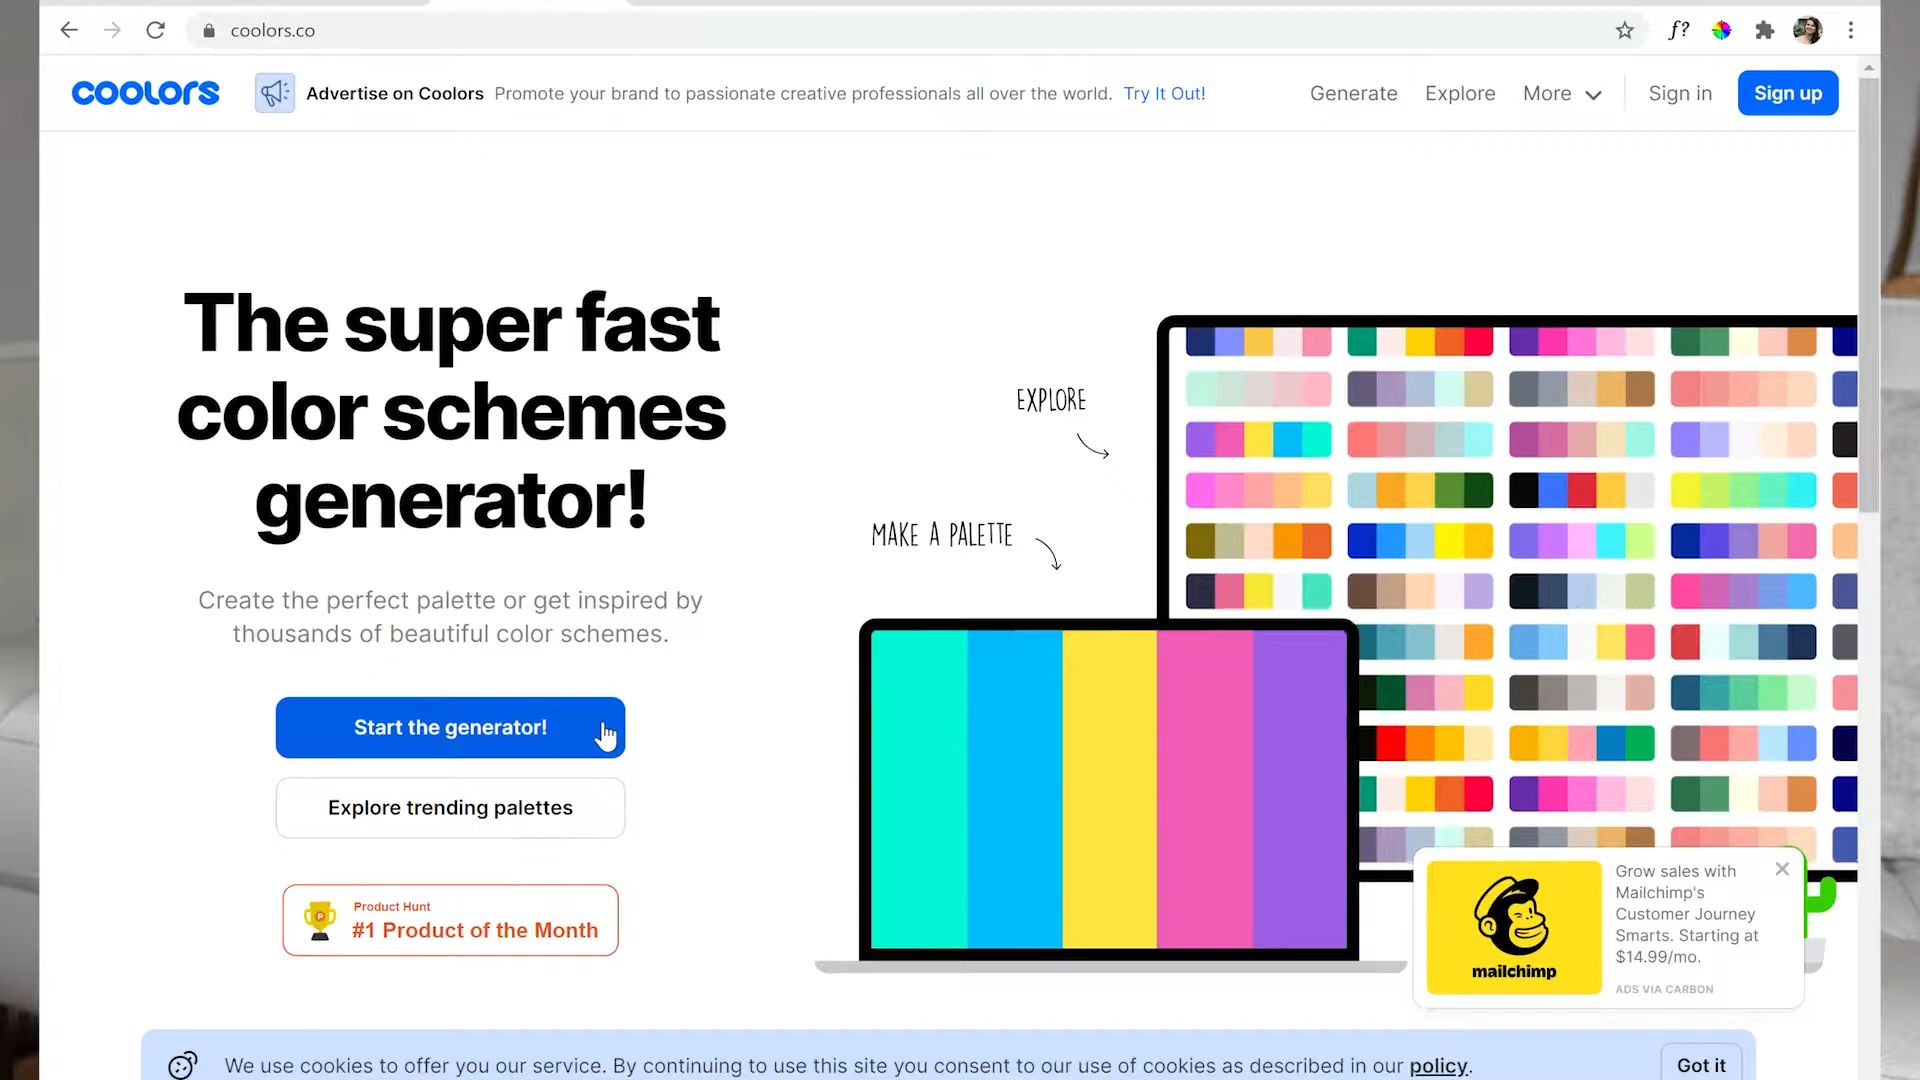 coolors.co
f?
coolors
Advertise on Coolors Promote your brand to passionate creative professionals all over the world. Try It Out!
Generate Explore More Sign in Sign up
The super fast
color schemes
generator!
Create the perfect palette or get inspired by
thousands of beautiful color schemes.
Start the generator!
Explore trending palettes
Product Hunt
#1 Product of the Month
EXPLORE
MAKE A PALETTE
mailchimp
Grow sales with
Mailchimp's
Customer Journey
Smarts. Starting at
$14.99/mo.
ADS VIA CARBON
We use cookies to offer you our service. By continuing to use this site you consent to our use of cookies as described in our policy.
Got it